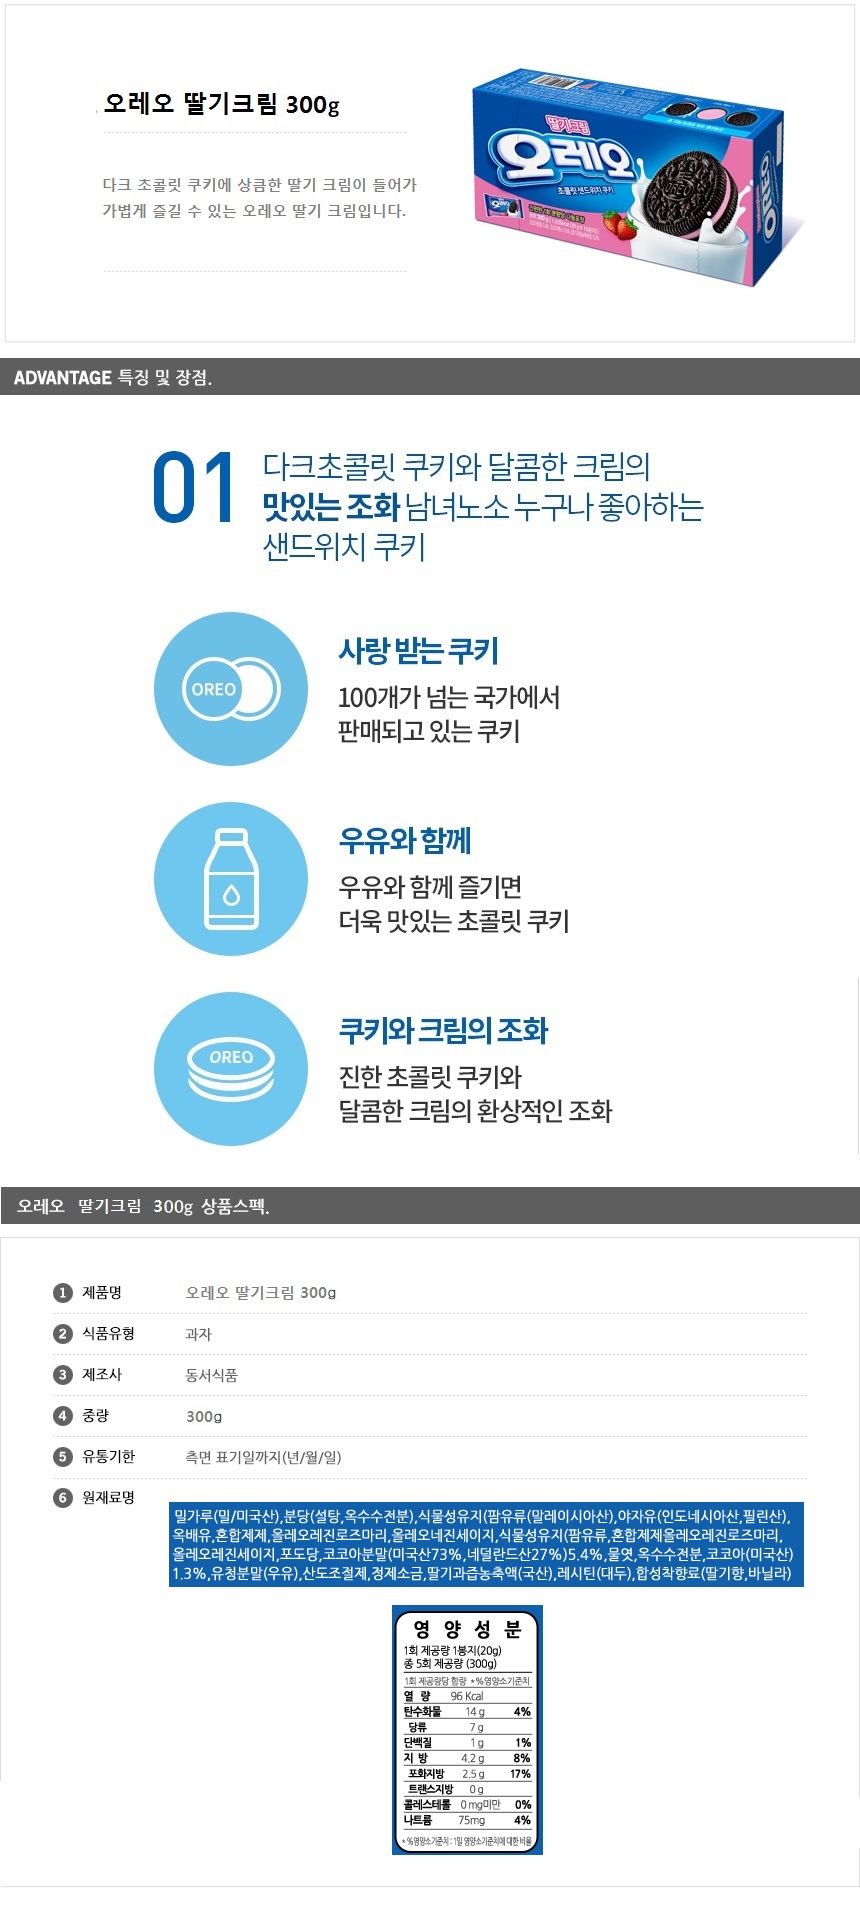 오레오 딸기크림 300g
다크 초콜릿 쿠키에 상큼한 딸기 크림이 들어가
가볍게 즐길 수 있는 오레오 딸기 크림입니다.
딸기크림
오레오
초콜릿 샌드위치 쿠키
오레오
OREO
OREO
ADVANTAGE 특징 및 장점.
01
다크초콜릿 쿠키와 달콤한 크림의
맛있는 조화 남녀노소 누구나 좋아하는
샌드위치 쿠키
OREO
사랑 받는 쿠키
100개가 넘는 국가에서
판매되고 있는 쿠키
우유와 함께
우유와 함께 즐기면
더욱 맛있는 초콜릿 쿠키
OREO
쿠키와 크림의 조화
진한 초콜릿 쿠키와
달콤한 크림의 환상적인 조화
오레오 딸기크림 300g 상품스펙.
1 제품명 오레오 딸기크림 300g
2 식품유형 과자
3 제조사 동서식품
4 중량 300g
5 유통기한 측면 표기일까지(년/월/일)
6 원재료명
밀가루(밀/미국산),분당(설탕,옥수수전분),식물성유지(팜유류(말레이시아산),야자유(인도네시아산,필린산),
옥배유,혼합제제,올레오레진로즈마리,올레오네진세이지,식물성유지(팜유류,혼합제제올레오레진로즈마리,
올레오레진세이지,포도당,코코아분말(미국산73%,네덜란드산27%)5.4%,물엿,옥수수전분,코코아(미국산)
1.3%,유청분말(우유),산도조절제,정제소금,딸기과즙농축액(국산),레시틴(대두),합성착향료(딸기향,바닐라)
영 양 성 분
1회 제공량 1봉지(20g)
총 5회 제공량 (300g)
1회 제공량당 함량 *%영양소기준치
열 량 96 Kcal
탄수화물 14 g 4%
당류 7 g
단백질 1 g 1%
지 방 4.2 g 8%
포화지방 2.5 g 17%
트랜스지방 0 g
콜레스테롤 0 mg미만 0%
나트륨 75mg 4%
* %영양소기준치 : 1일 영양소기준치에 대한 비율